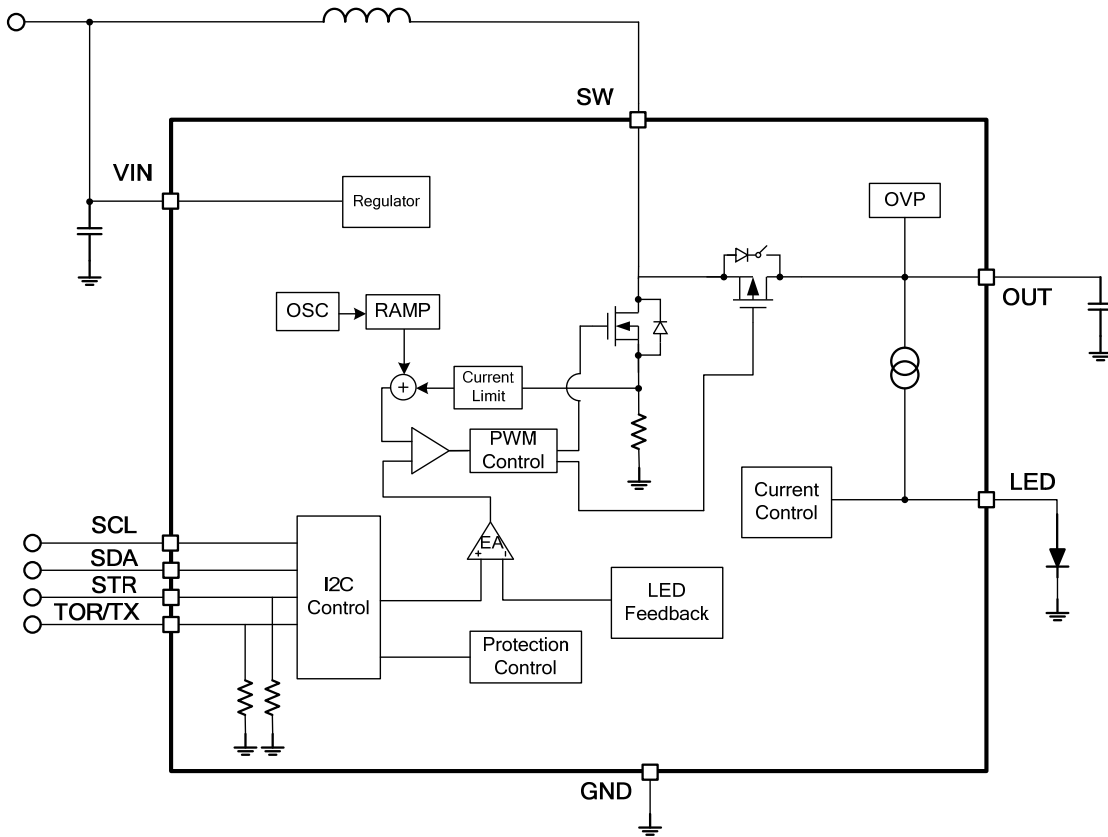 SW
VIN
Regulator
OVP
OUT
OSC
RAMP
+
Current
Limit
PWM
Control
Current
Control
LED
SCL
SDA
STR
TOR/TX
I2C
Control
EA
+ -
LED
Feedback
Protection
Control
GND